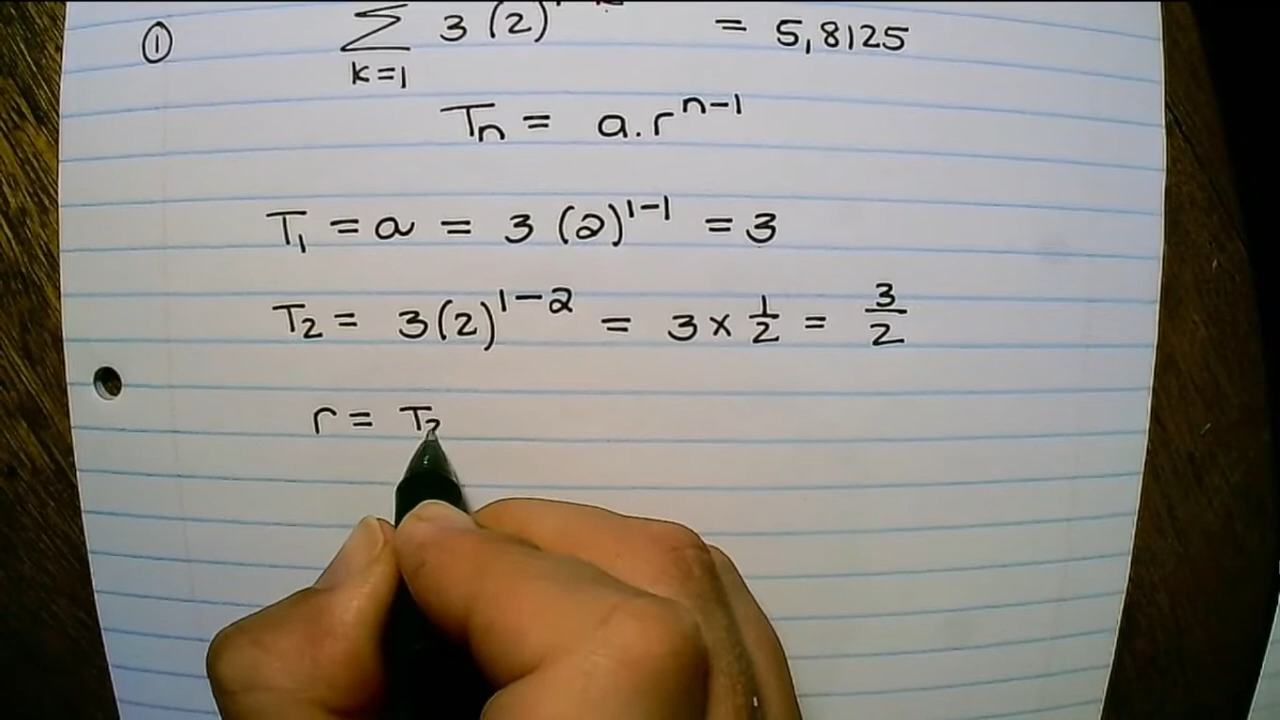 ① ∑ 3 (2) = 5,8125
k=1
Tn = a.r^{n-1}
T₁ = a = 3 (2)^{1-1} = 3
T₂ = 3(2)^{1-2} = 3 × 1/2 = 3/2
r = T₂